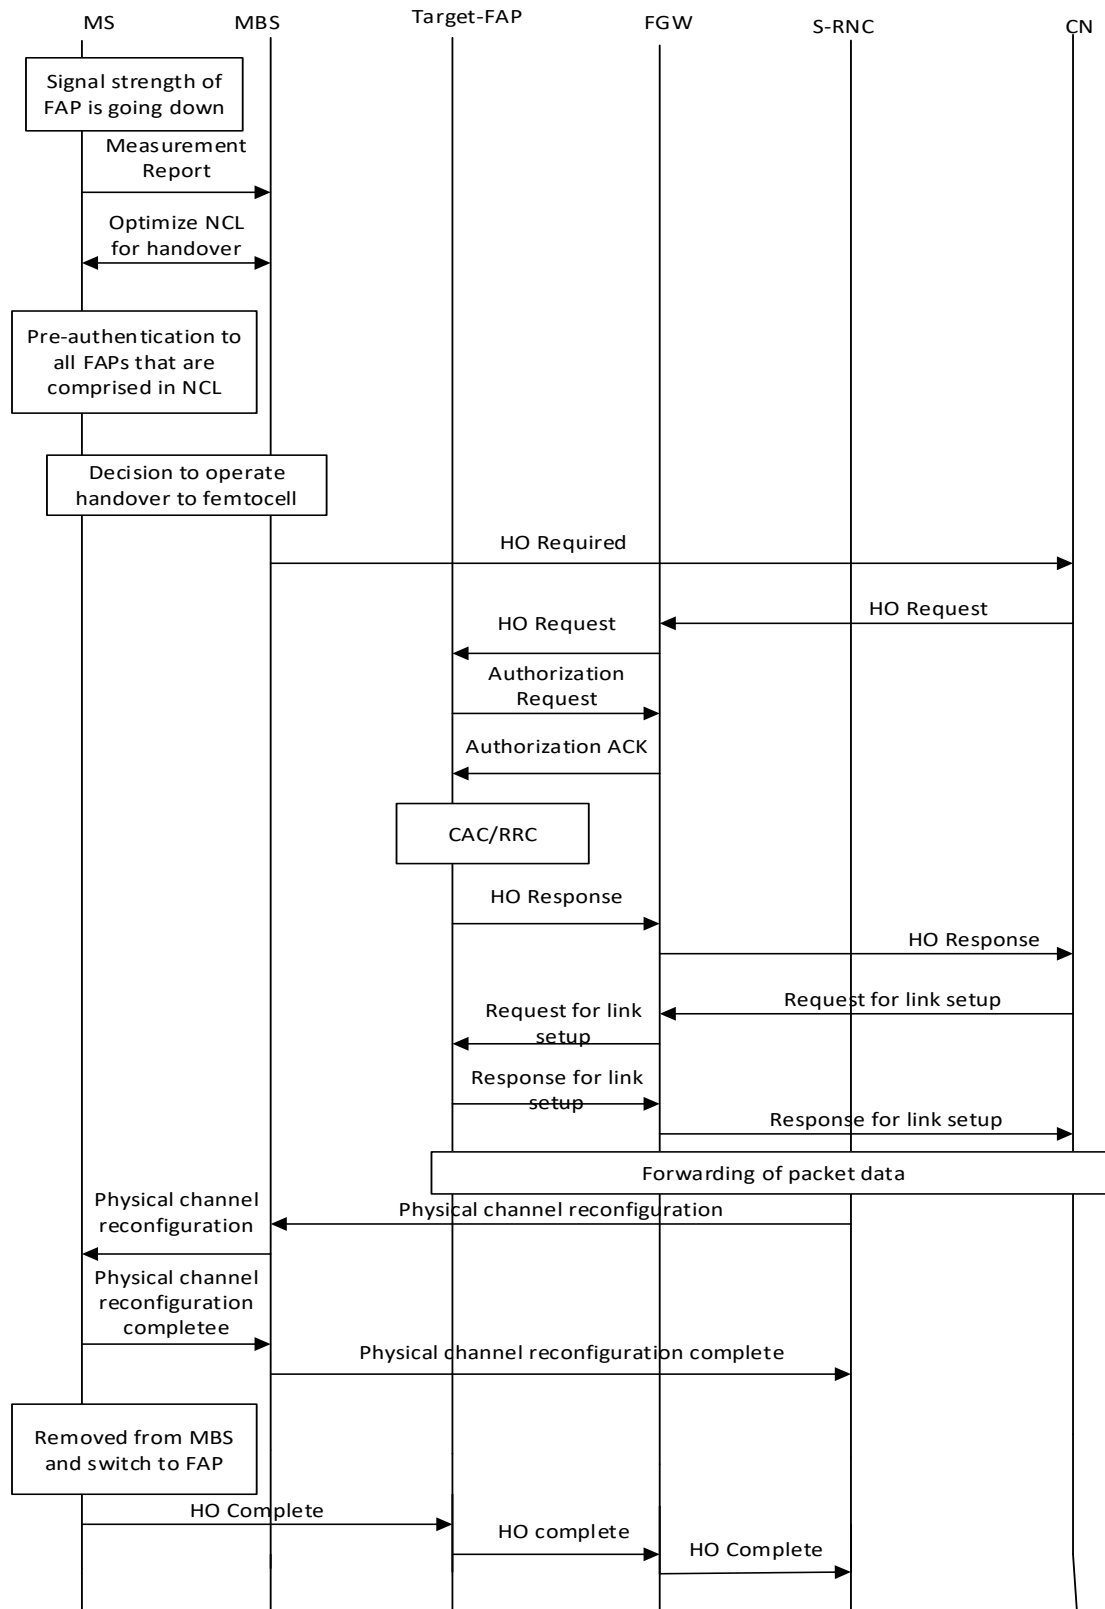 MS
MBS
Target-FAP
FGW
S-RNC
CN
Signal strength of
FAP is going down
Measurement
Report
Optimize NCL
for handover
Pre-authentication to
all FAPs that are
comprised in NCL
Decision to operate
handover to femtocell
HO Required
HO Request
HO Request
Authorization
Request
Authorization ACK
CAC/RRC
HO Response
HO Response
Request for link setup
Request for link
setup
Response for link
setup
Response for link setup
Forwarding of packet data
Physical channel
reconfiguration
Physical channel reconfiguration
Physical channel
reconfiguration
completee
Physical channel reconfiguration complete
Removed from MBS
and switch to FAP
HO Complete
HO complete
HO Complete